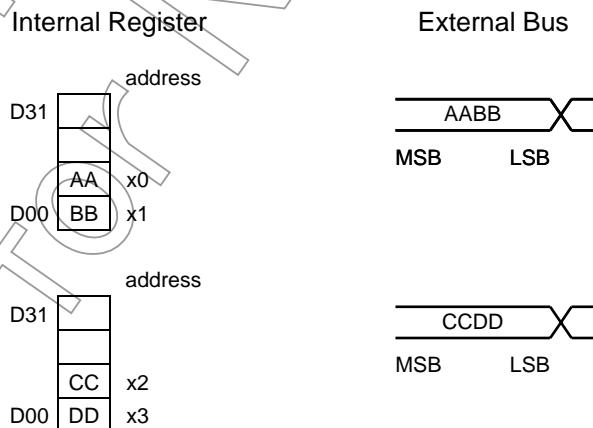 Internal Register External Bus
address
D31
AABB
MSB LSB
AA x0
D00 BB x1
address
D31
CCDD
MSB LSB
CC x2
D00 DD x3